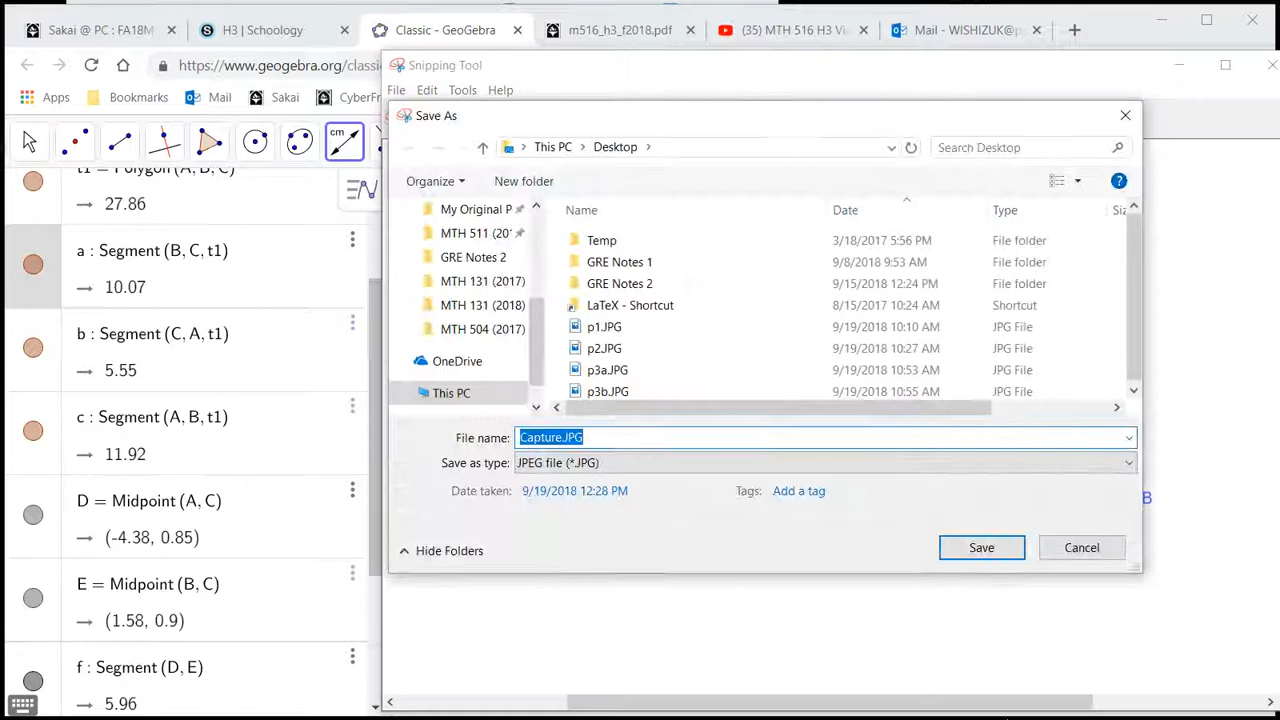 Sakai @ PC : FA18M
H3 | Schoology
Classic - GeoGebra
m516_h3_f2018.pdf
(35) MTH 516 H3 Vi
Mail - WISHIZUK@p
https://www.geogebra.org/classic
Snipping Tool
File Edit Tools Help
Apps Bookmarks Mail Sakai CyberFr
Save As
This PC Desktop
Search Desktop
cm
Organize New folder
t1 = Polygon (A, B, C)
→ 27.86
a : Segment (B, C, t1)
→ 10.07
b : Segment (C, A, t1)
→ 5.55
c : Segment (A, B, t1)
→ 11.92
D = Midpoint (A, C)
→ (-4.38, 0.85)
E = Midpoint (B, C)
→ (1.58, 0.9)
f : Segment (D, E)
→ 5.96
My Original P
MTH 511 (20
GRE Notes 2
MTH 131 (2017)
MTH 131 (2018)
MTH 504 (2017)
OneDrive
This PC
Name Date Type Siz
Temp 3/18/2017 5:56 PM File folder
GRE Notes 1 9/8/2018 9:53 AM File folder
GRE Notes 2 9/15/2018 12:24 PM File folder
LaTeX - Shortcut 8/15/2017 10:24 AM Shortcut
p1.JPG 9/19/2018 10:10 AM JPG File
p2.JPG 9/19/2018 10:27 AM JPG File
p3a.JPG 9/19/2018 10:53 AM JPG File
p3b.JPG 9/19/2018 10:55 AM JPG File
File name: Capture.JPG
Save as type: JPEG file (*.JPG)
Date taken: 9/19/2018 12:28 PM Tags: Add a tag
B
Hide Folders
Save Cancel